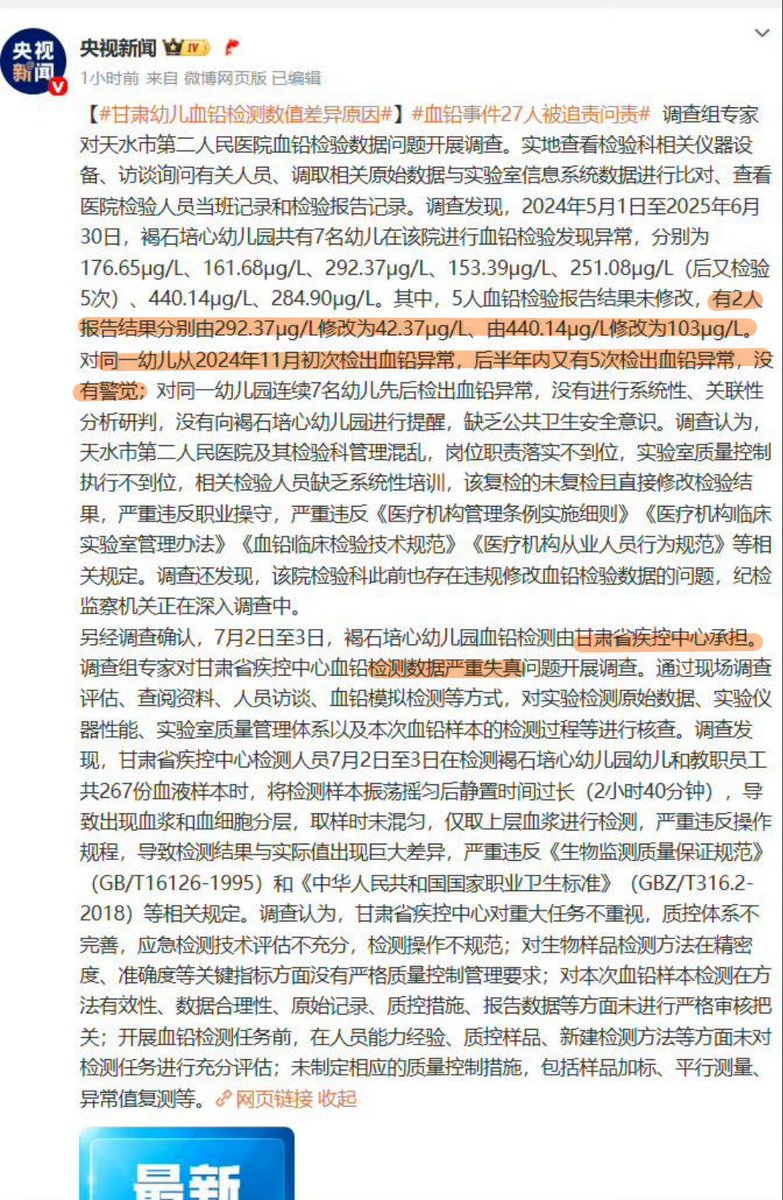 央视
新闻
央视新闻 IV
1小时前 来自 微博网页版 已编辑
【#甘肃幼儿血铅检测数值差异原因#】#血铅事件27人被追责问责# 调查组专家
对天水市第二人民医院血铅检验数据问题开展调查。实地查看检验科相关仪器设
备、访谈询问有关人员、调取相关原始数据与实验室信息系统数据进行比对、查看
医院检验人员当班记录和检验报告记录。调查发现，2024年5月1日至2025年6月
30日，褐石培心幼儿园共有7名幼儿在该院进行血铅检验发现异常，分别为
176.65μg/L、161.68μg/L、292.37μg/L、153.39μg/L、251.08μg/L（后又检验
5次）、440.14μg/L、284.90μg/L。其中，5人血铅检验报告结果未修改，有2人
报告结果分别由292.37μg/L修改为42.37μg/L、由440.14μg/L修改为103μg/L。
对同一幼儿从2024年11月初次检出血铅异常，后半年内又有5次检出血铅异常，没
有警觉；对同一幼儿园连续7名幼儿先后检出血铅异常，没有进行系统性、关联性
分析研判，没有向褐石培心幼儿园进行提醒，缺乏公共卫生安全意识。调查认为，
天水市第二人民医院及其检验科管理混乱，岗位职责落实不到位，实验室质量控制
执行不到位，相关检验人员缺乏系统性培训，该复检的未复检且直接修改检验结
果，严重违反职业操守，严重违反《医疗机构管理条例实施细则》《医疗机构临床
实验室管理办法》《血铅临床检验技术规范》《医疗机构从业人员行为规范》等相
关规定。调查还发现，该院检验科此前也存在违规修改血铅检验数据的问题，纪检
监察机关正在深入调查中。
另经调查确认，7月2日至3日，褐石培心幼儿园血铅检测由甘肃省疾控中心承担。
调查组专家对甘肃省疾控中心血铅检测数据严重失真问题开展调查。通过现场调查
评估、查阅资料、人员访谈、血铅模拟检测等方式，对实验检测原始数据、实验仪
器性能、实验室质量管理体系以及本次血铅样本的检测过程等进行核查。调查发
现，甘肃省疾控中心检测人员7月2日至3日在检测褐石培心幼儿园幼儿和教职员工
共267份血液样本时，将检测样本振荡摇匀后静置时间过长（2小时40分钟），导
致出现血浆和血细胞分层，取样时未混匀，仅取上层血浆进行检测，严重违反操作
规程，导致检测结果与实际值出现巨大差异，严重违反《生物监测质量保证规范》
（GB/T16126-1995）和《中华人民共和国国家职业卫生标准》（GBZ/T316.2-
2018）等相关规定。调查认为，甘肃省疾控中心对重大任务不重视，质控体系不
完善，应急检测技术评估不充分，检测操作不规范；对生物样品检测方法在精密
度、准确度等关键指标方面没有严格质量控制管理要求；对本次血铅样本检测在方
法有效性、数据合理性、原始记录、质控措施、报告数据等方面未进行严格审核把
关；开展血铅检测任务前，在人员能力经验、质控样品、新建检测方法等方面未对
检测任务进行充分评估；未制定相应的质量控制措施，包括样品加标、平行测量、
异常值复测等。 网页链接 收起
最新